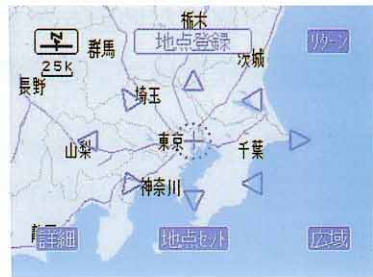 栃木
地点登録
リターン
群馬
茨城
25K
長野
埼玉
東京
山梨
千葉
神奈川
詳細
地点セット
広域